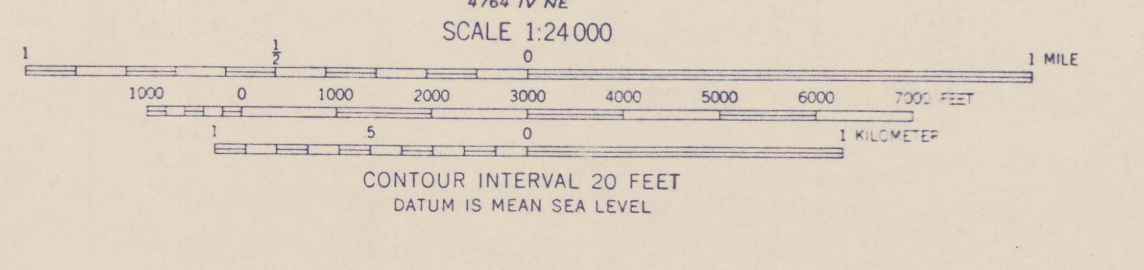 4764 IV NE
SCALE 1:24 000
1 1/2 0 1 MILE
1000 0 1000 2000 3000 4000 5000 6000 7000 FEET
1 5 0 1 KILOMETER
CONTOUR INTERVAL 20 FEET
DATUM IS MEAN SEA LEVEL